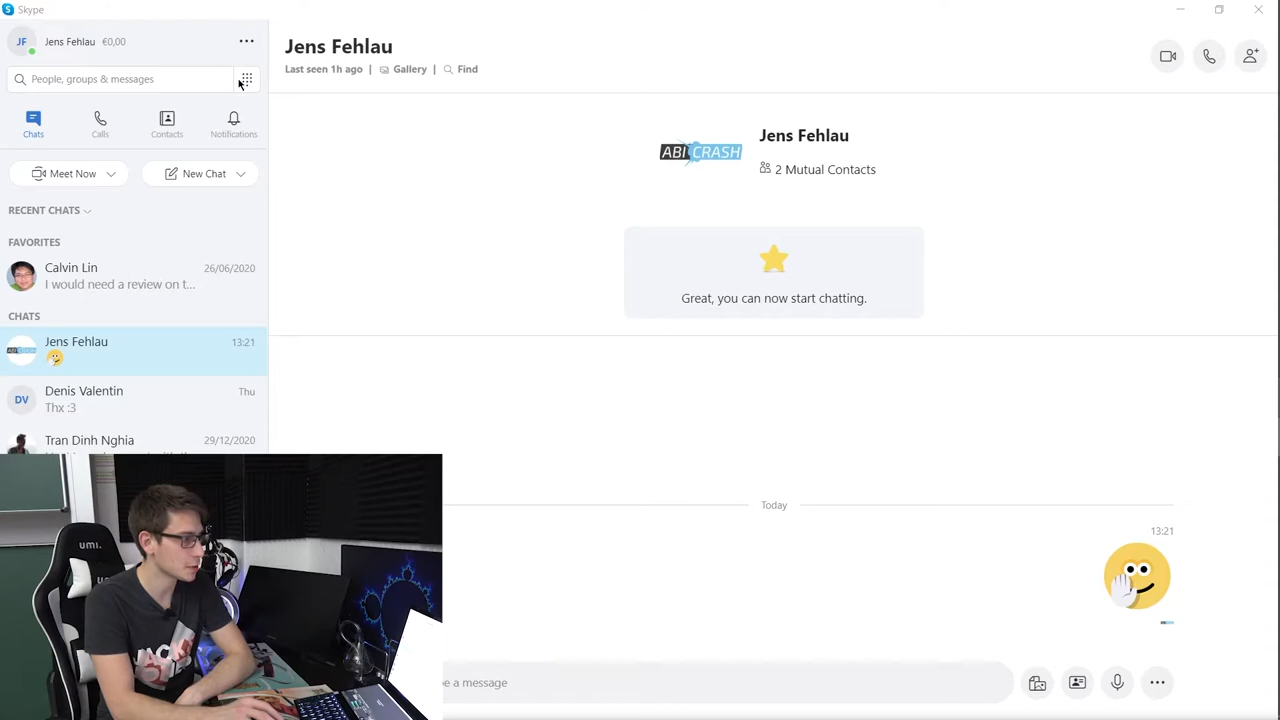 Skype
JF Jens Fehlau €0,00
People, groups & messages
Chats Calls Contacts Notifications
Meet Now New Chat
RECENT CHATS
FAVORITES
Calvin Lin 26/06/2020
I would need a review on t...
CHATS
Jens Fehlau 13:21
DV Denis Valentin Thu
Thx :3
Tran Dinh Nghia 29/12/2020
Jens Fehlau
Last seen 1h ago | Gallery | Find
ABI CRASH
Jens Fehlau
2 Mutual Contacts
Great, you can now start chatting.
Today
13:21
e a message
umi.